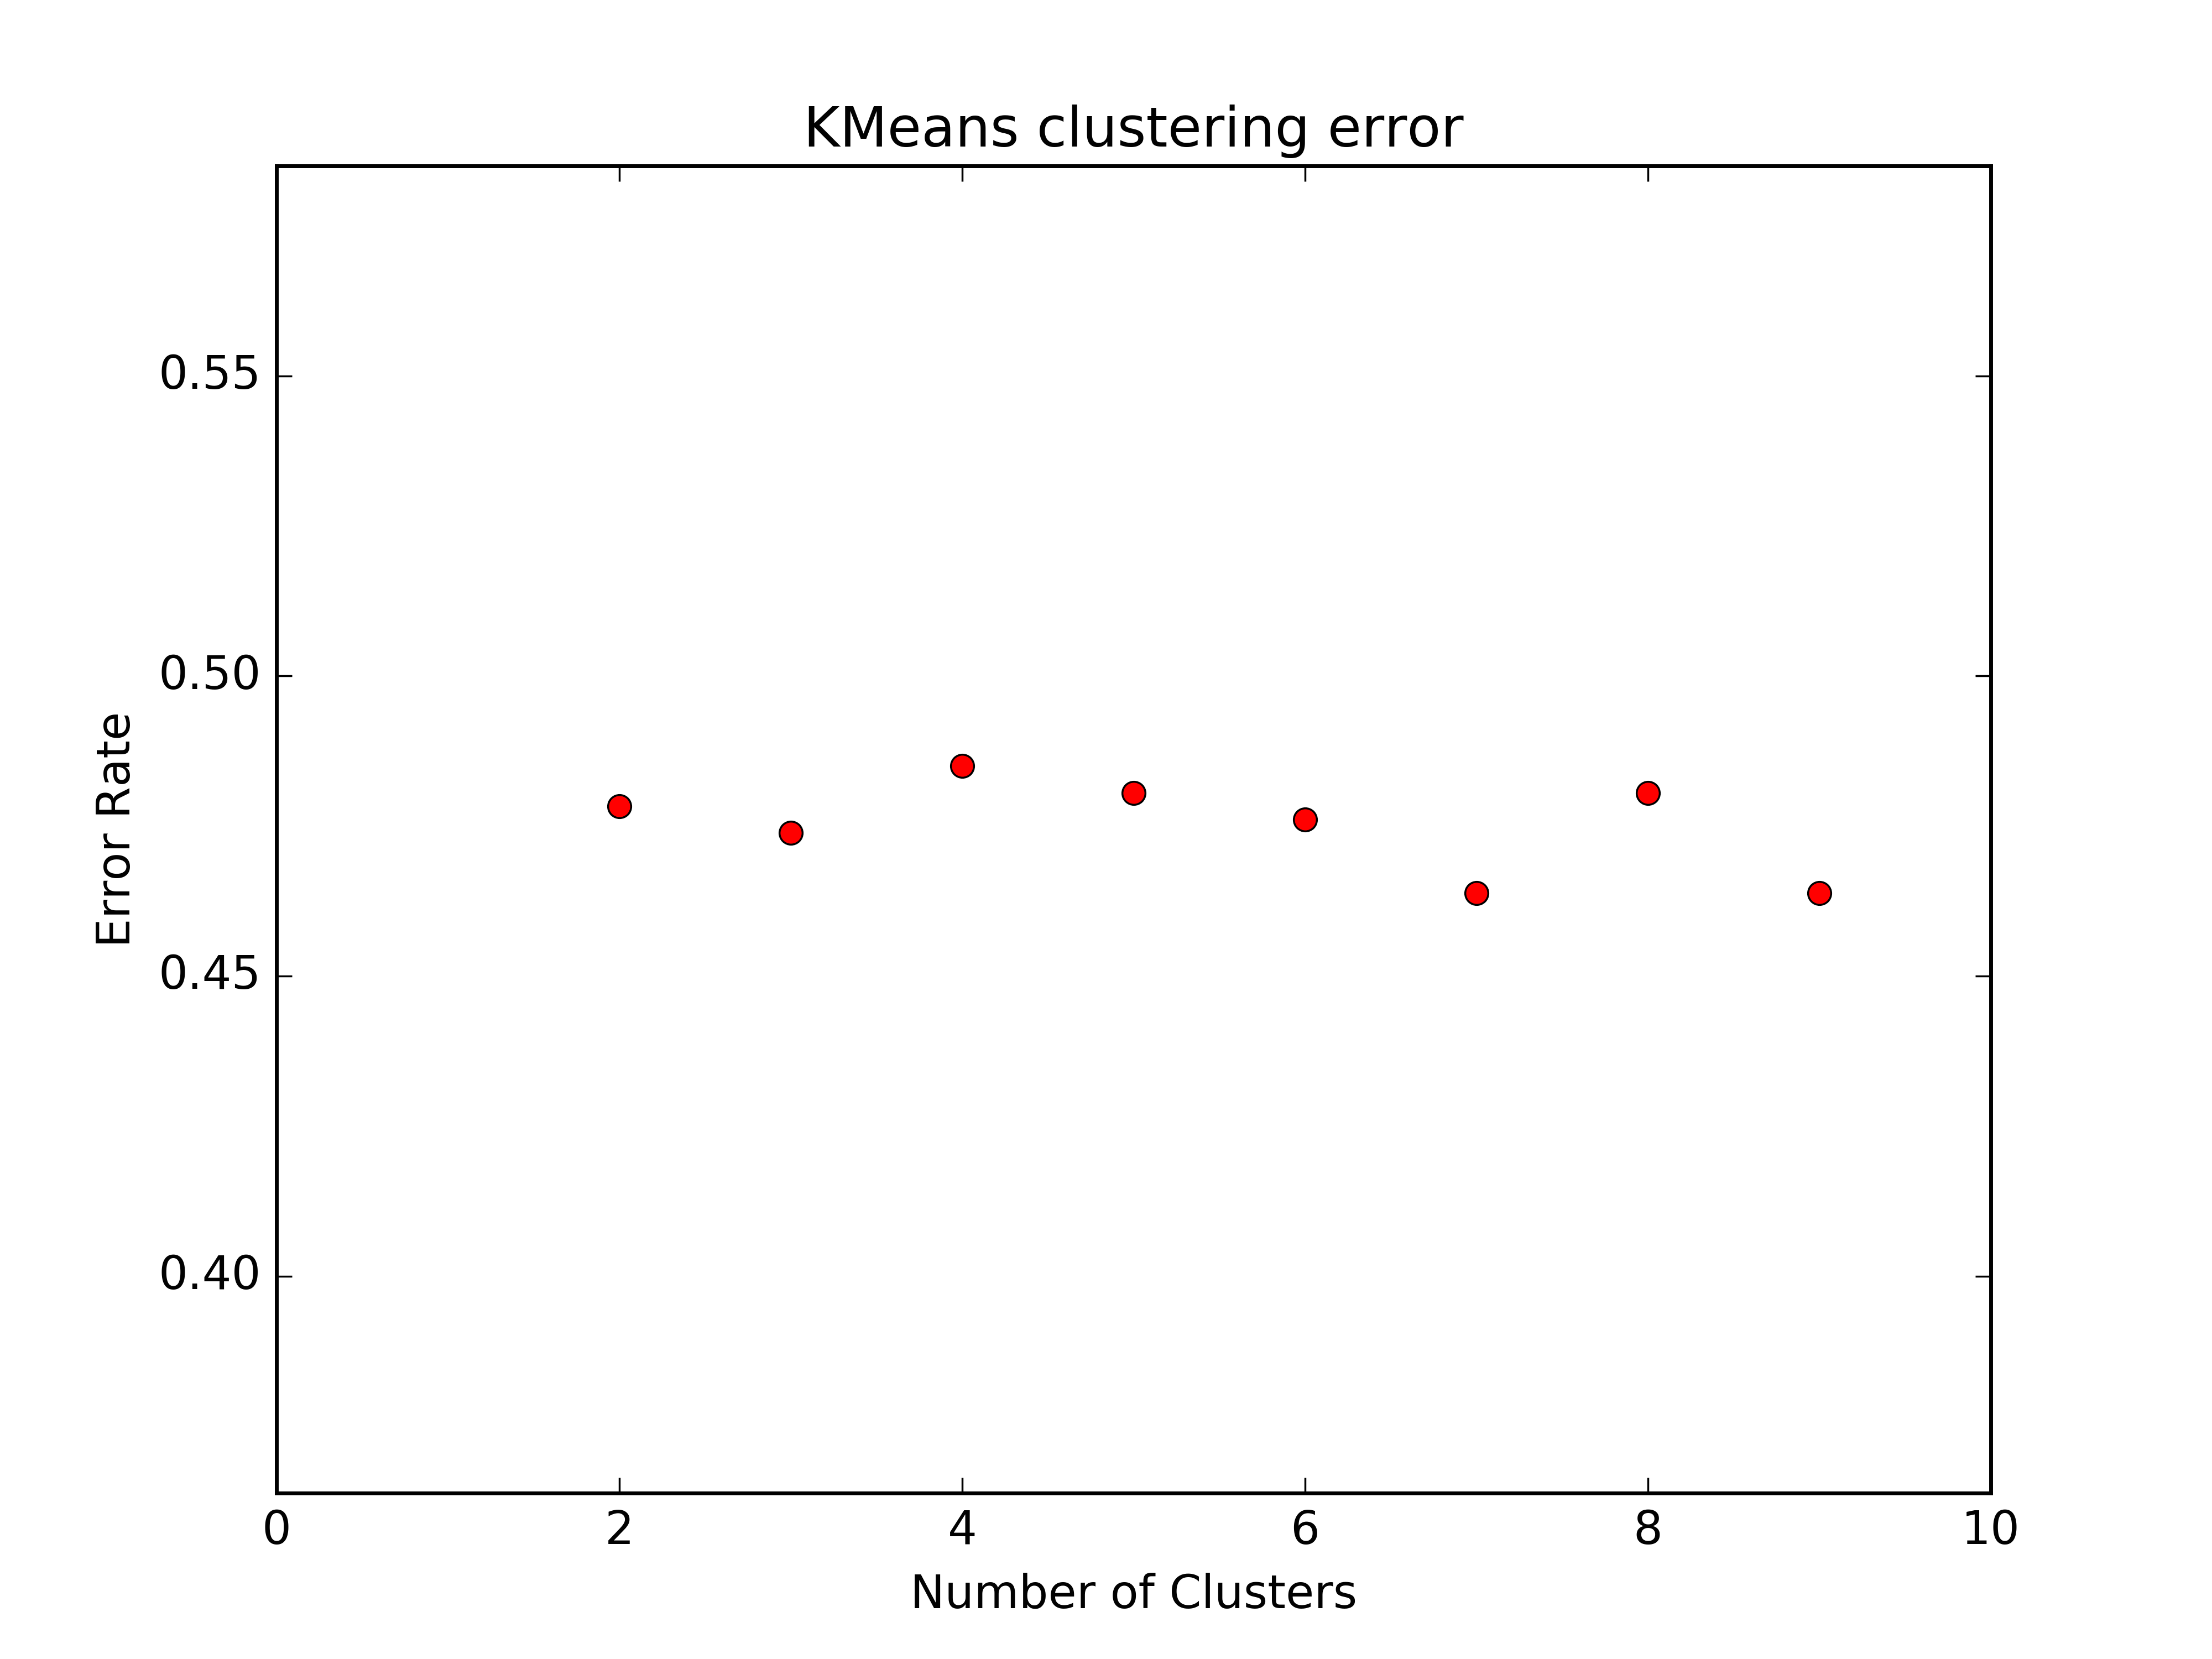 KMeans clustering error
0.55
0.50
0.45
0.40
Error Rate
0 2 4 6 8 10
Number of Clusters